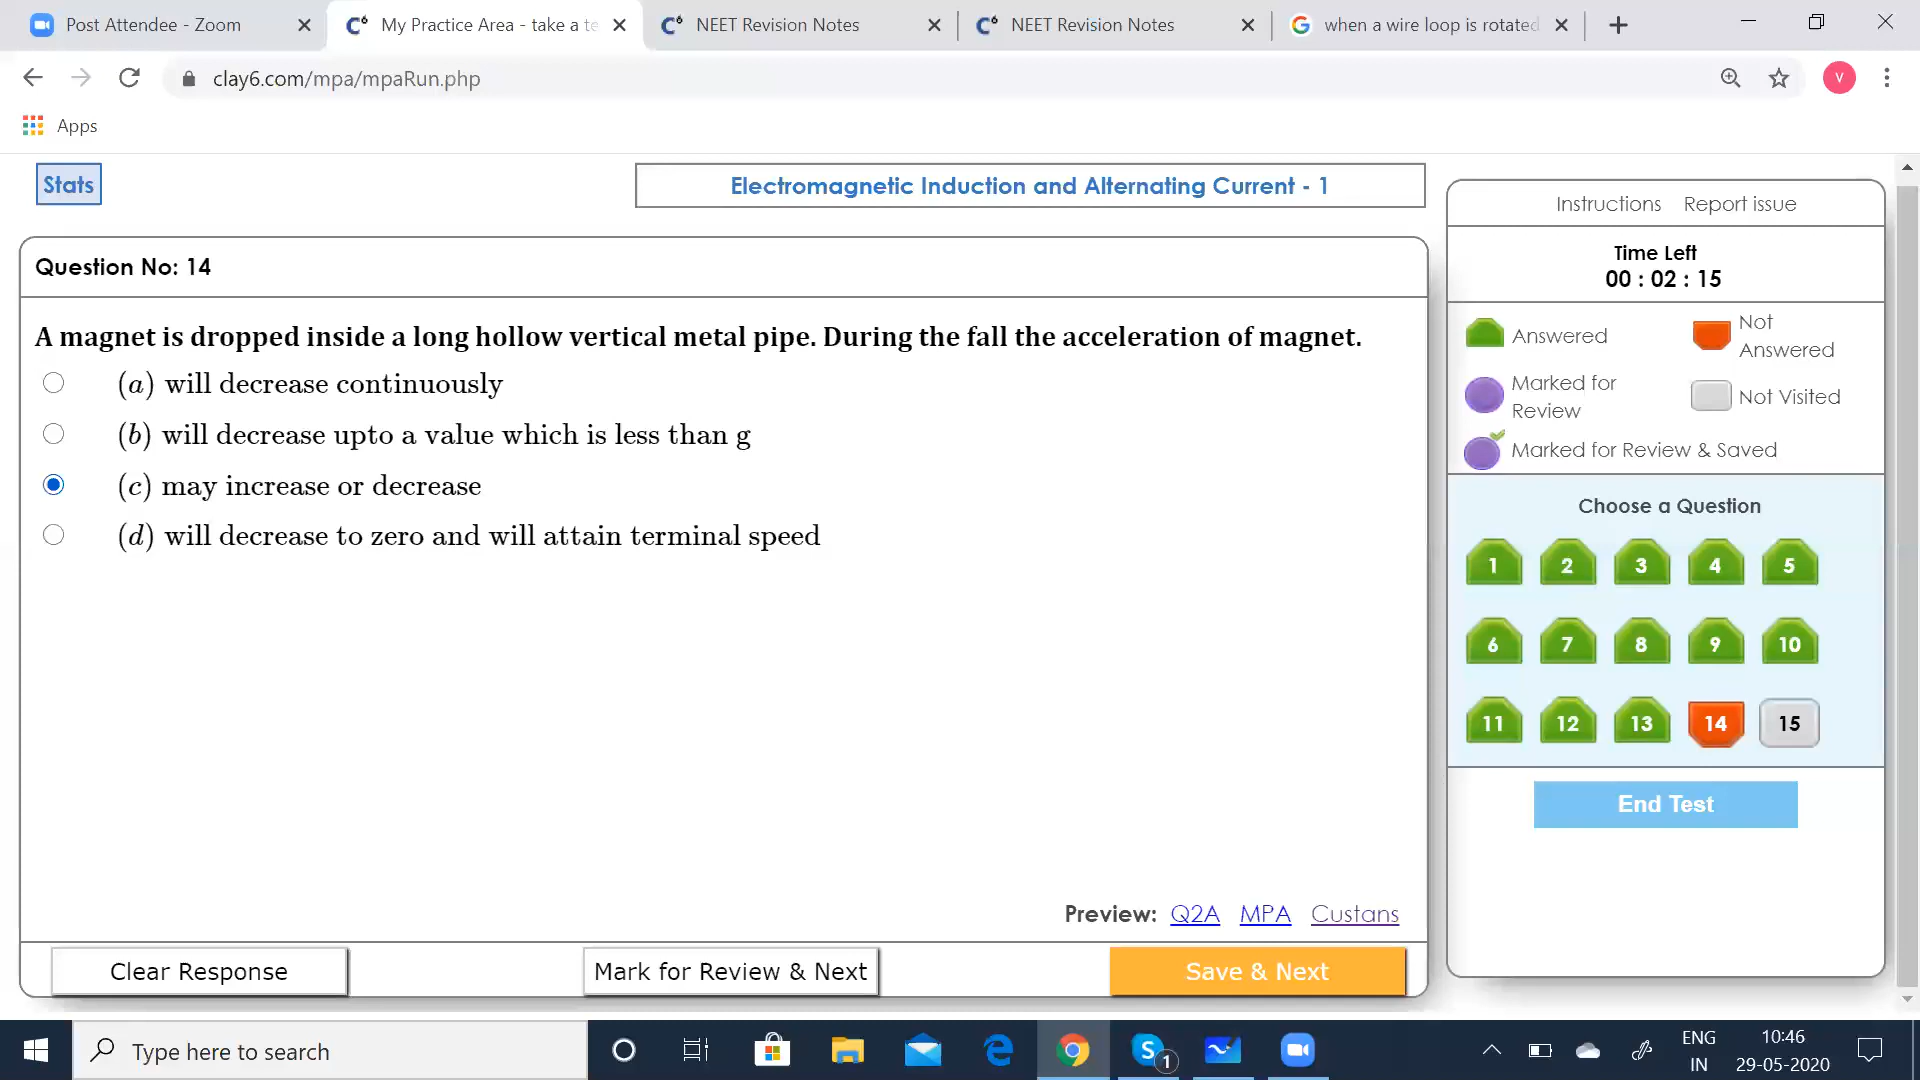 Post Attendee - Zoom
My Practice Area - take a te
NEET Revision Notes
NEET Revision Notes
when a wire loop is rotated
clay6.com/mpa/mpaRun.php
V
Apps
Stats
Electromagnetic Induction and Alternating Current - 1
Instructions Report issue
Question No: 14
Time Left
00 : 02 : 15
A magnet is dropped inside a long hollow vertical metal pipe. During the fall the acceleration of magnet.
(a) will decrease continuously
(b) will decrease upto a value which is less than g
(c) may increase or decrease
(d) will decrease to zero and will attain terminal speed
Answered
Not Answered
Marked for Review
Not Visited
Marked for Review & Saved
Choose a Question
1 2 3 4 5
6 7 8 9 10
11 12 13 14 15
End Test
Preview: Q2A MPA Custans
Clear Response
Mark for Review & Next
Save & Next
Type here to search
S 1
ENG
IN
10:46
29-05-2020